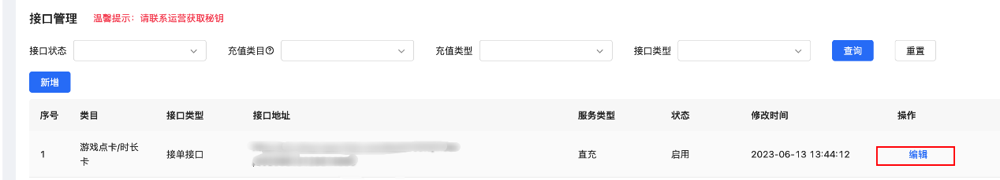 接口管理 温馨提示：请联系运营获取秘钥
接口状态 充值类目 充值类型 接口类型 查询 重置
新增
序号 类目 接口类型 接口地址 服务类型 状态 修改时间 操作
1 游戏点卡/时长卡 接单接口 直充 启用 2023-06-13 13:44:12 编辑